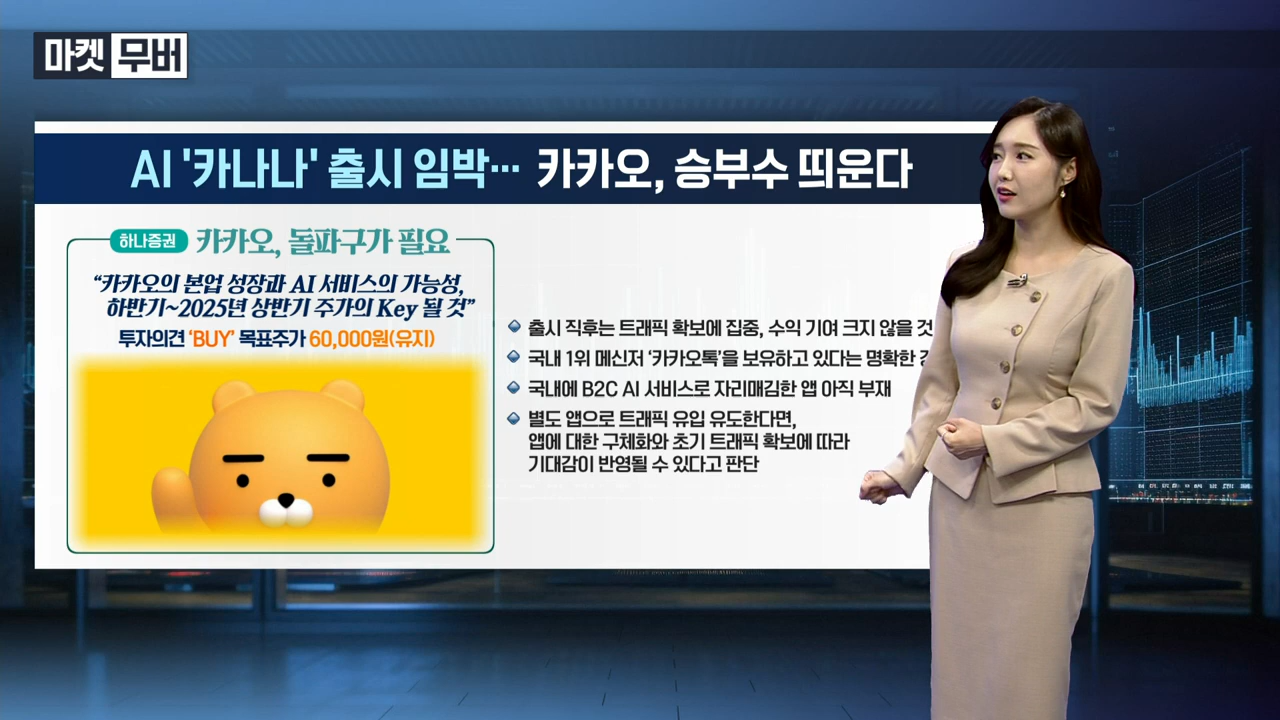 마켓 무버
AI '카나나' 출시 임박… 카카오, 승부수 띄운다
하나증권 카카오, 돌파구가 필요
“카카오의 본업 성장과 AI 서비스의 가능성,
하반기~2025년 상반기 주가의 Key 될 것”
투자의견 ‘BUY’ 목표주가 60,000원(유지)
출시 직후는 트래픽 확보에 집중, 수익 기여 크지 않을 것
국내 1위 메신저 ‘카카오톡’을 보유하고 있다는 명확한
국내에 B2C AI 서비스로 자리매김한 앱 아직 부재
별도 앱으로 트래픽 유입 유도한다면,
앱에 대한 구체화와 초기 트래픽 확보에 따라
기대감이 반영될 수 있다고 판단